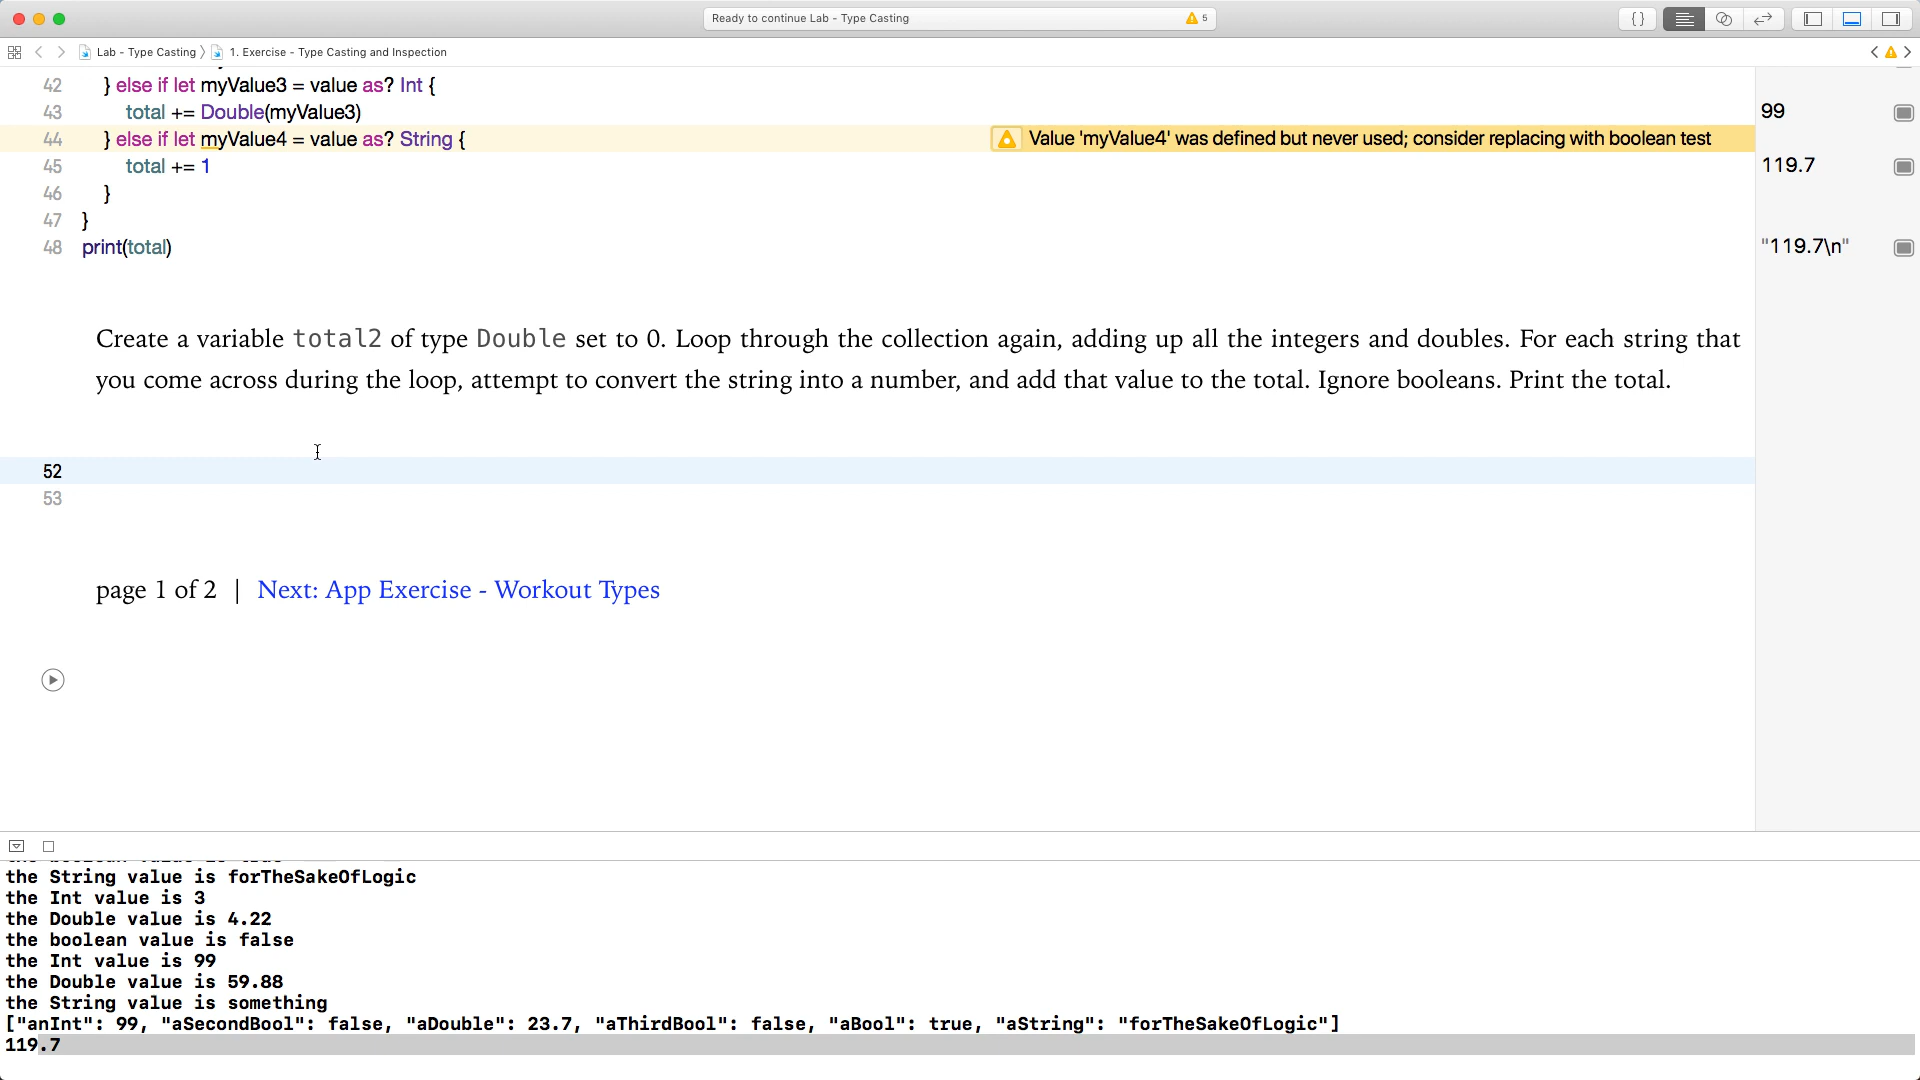 Ready to continue Lab - Type Casting
5
{ }
Lab - Type Casting
1. Exercise - Type Casting and Inspection
42 } else if let myValue3 = value as? Int {
43 total += Double(myValue3)
99
44 } else if let myValue4 = value as? String {
Value 'myValue4' was defined but never used; consider replacing with boolean test
45 total += 1
119.7
46 }
47 }
48 print(total)
"119.7\n"
Create a variable total2 of type Double set to 0. Loop through the collection again, adding up all the integers and doubles. For each string that
you come across during the loop, attempt to convert the string into a number, and add that value to the total. Ignore booleans. Print the total.
52
53
page 1 of 2 | Next: App Exercise - Workout Types
the String value is forTheSakeOfLogic
the Int value is 3
the Double value is 4.22
the boolean value is false
the Int value is 99
the Double value is 59.88
the String value is something
["anInt": 99, "aSecondBool": false, "aDouble": 23.7, "aThirdBool": false, "aBool": true, "aString": "forTheSakeOfLogic"]
119.7